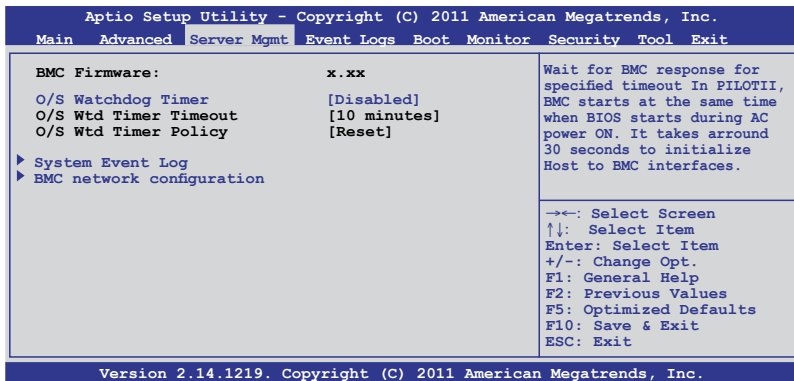 Aptio Setup Utility - Copyright (C) 2011 American Megatrends, Inc.
Main Advanced Server Mgmt Event Logs Boot Monitor Security Tool Exit
BMC Firmware: x.xx
O/S Watchdog Timer [Disabled]
O/S Wtd Timer Timeout [10 minutes]
O/S Wtd Timer Policy [Reset]
System Event Log
BMC network configuration
Wait for BMC response for
specified timeout In PILOTII,
BMC starts at the same time
when BIOS starts during AC
power ON. It takes arround
30 seconds to initialize
Host to BMC interfaces.
→←: Select Screen
↑↓: Select Item
Enter: Select Item
+/-: Change Opt.
F1: General Help
F2: Previous Values
F5: Optimized Defaults
F10: Save & Exit
ESC: Exit
Version 2.14.1219. Copyright (C) 2011 American Megatrends, Inc.